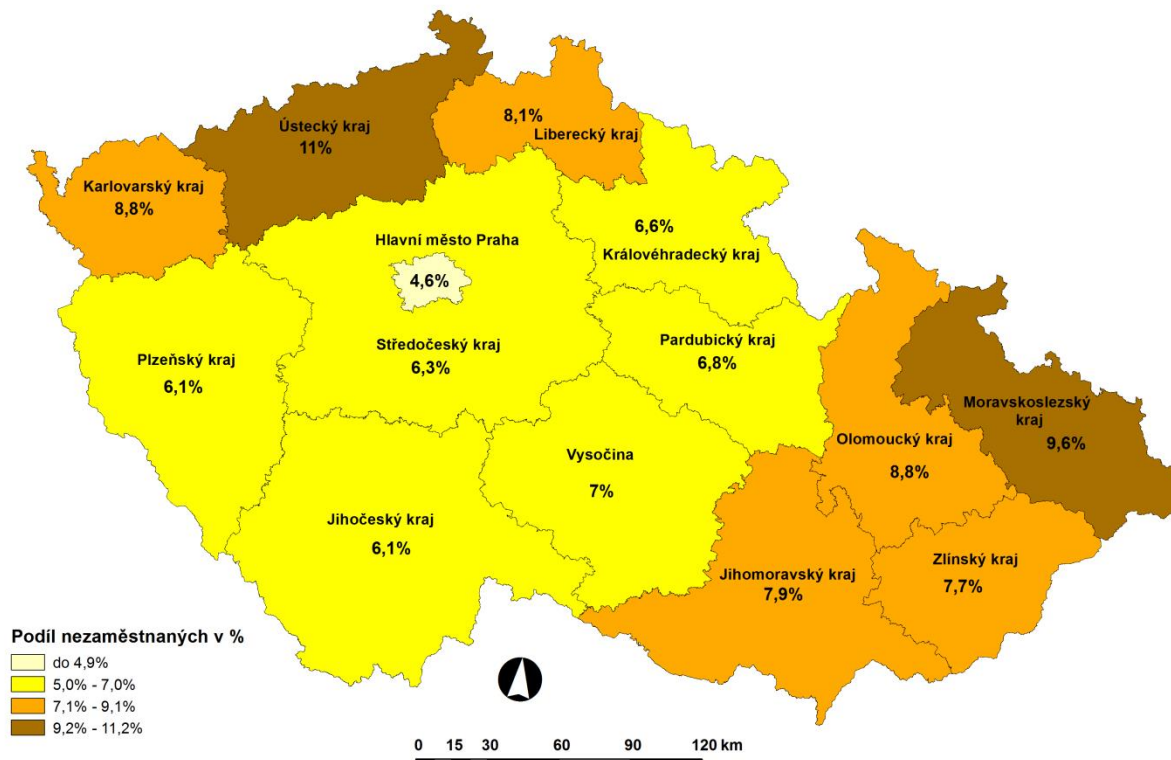 Ústecký kraj
11%
8,1%
Liberecký kraj
Karlovarský kraj
8,8%
6,6%
Královéhradecký kraj
Hlavní město Praha
4,6%
Středočeský kraj
6,3%
Pardubický kraj
6,8%
Plzeňský kraj
6,1%
Moravskoslezský
kraj
9,6%
Olomoucký kraj
8,8%
Vysočina
7%
Jihočeský kraj
6,1%
Jihomoravský kraj
7,9%
Zlínský kraj
7,7%
Podíl nezaměstnaných v %
do 4,9%
5,0% - 7,0%
7,1% - 9,1%
9,2% - 11,2%
0 15 30 60 90 120 km